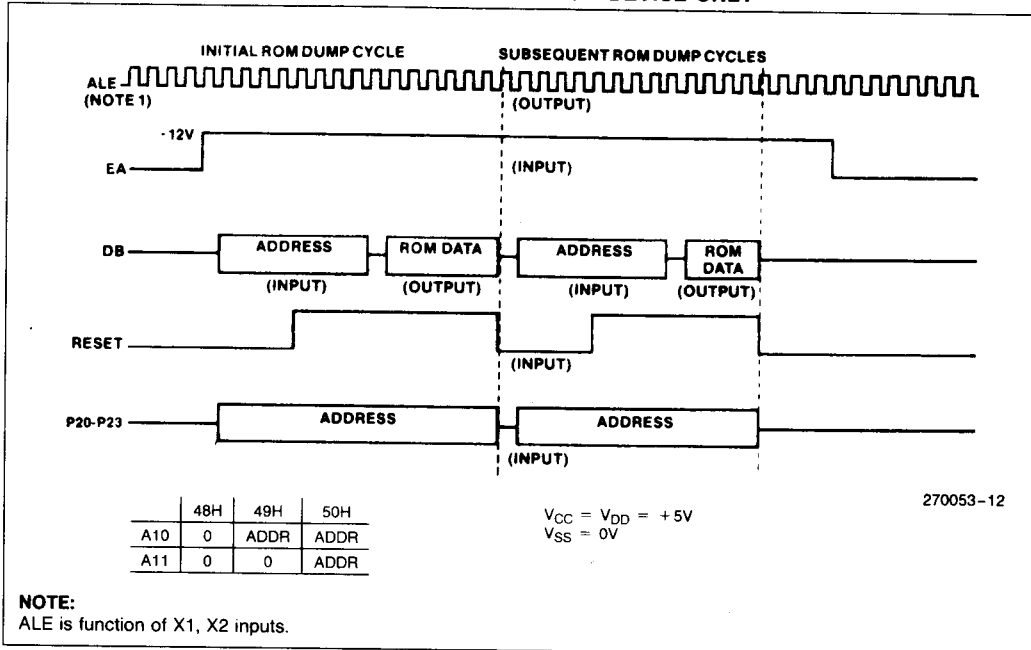 INITIAL ROM DUMP CYCLE
SUBSEQUENT ROM DUMP CYCLES
ALE
(NOTE 1)
(OUTPUT)
-12V
EA
(INPUT)
DB
ADDRESS
ROM DATA
ADDRESS
ROM
DATA
(INPUT)
(OUTPUT)
(INPUT)
(OUTPUT)
RESET
(INPUT)
P20-P23
ADDRESS
ADDRESS
(INPUT)
270053-12
48H 49H 50H
A10 0 ADDR ADDR
A11 0 0 ADDR
VCC = VDD = +5V
VSS = 0V
NOTE:
ALE is function of X1, X2 inputs.